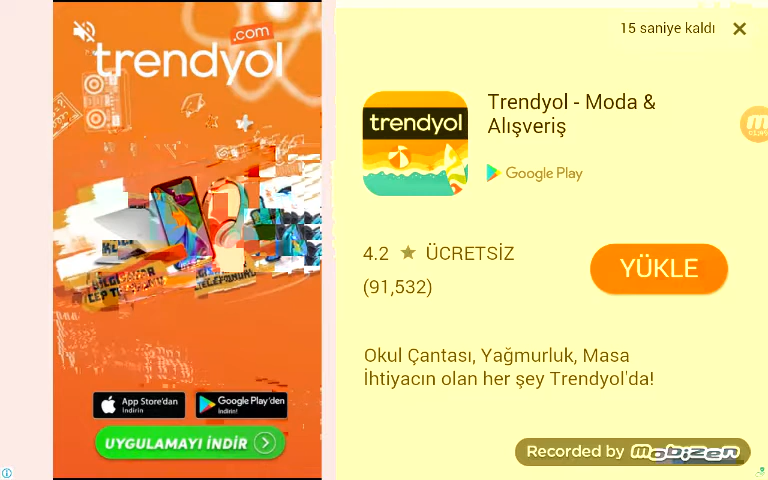 .com
trendyol
App Store'dan
indirin
Google Play'den
indirin!
UYGULAMAYI İNDİR
15 saniye kaldı
trendyol
Trendyol - Moda &
Alışveriş
Google Play
4.2 ★ ÜCRETSİZ
(91,532)
YÜKLE
Okul Çantası, Yağmurluk, Masa
İhtiyacın olan her şey Trendyol'da!
Recorded by mobizen